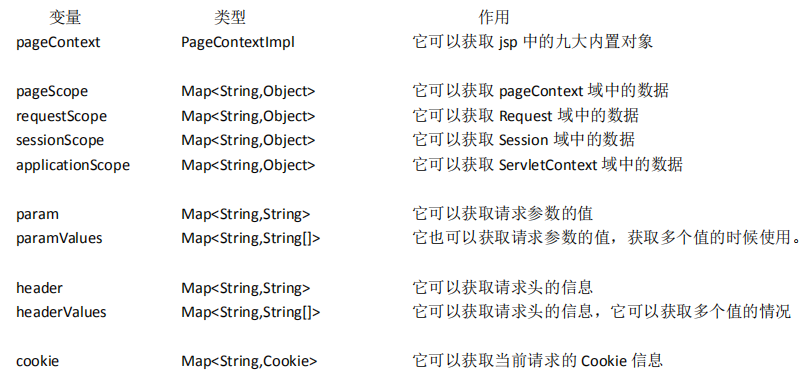 变量 类型 作用
pageContext PageContextImpl 它可以获取 jsp 中的九大内置对象
pageScope Map<String,Object> 它可以获取 pageContext 域中的数据
requestScope Map<String,Object> 它可以获取 Request 域中的数据
sessionScope Map<String,Object> 它可以获取 Session 域中的数据
applicationScope Map<String,Object> 它可以获取 ServletContext 域中的数据
param Map<String,String> 它可以获取请求参数的值
paramValues Map<String,String[]> 它也可以获取请求参数的值，获取多个值的时候使用。
header Map<String,String> 它可以获取请求头的信息
headerValues Map<String,String[]> 它可以获取请求头的信息，它可以获取多个值的情况
cookie Map<String,Cookie> 它可以获取当前请求的 Cookie 信息